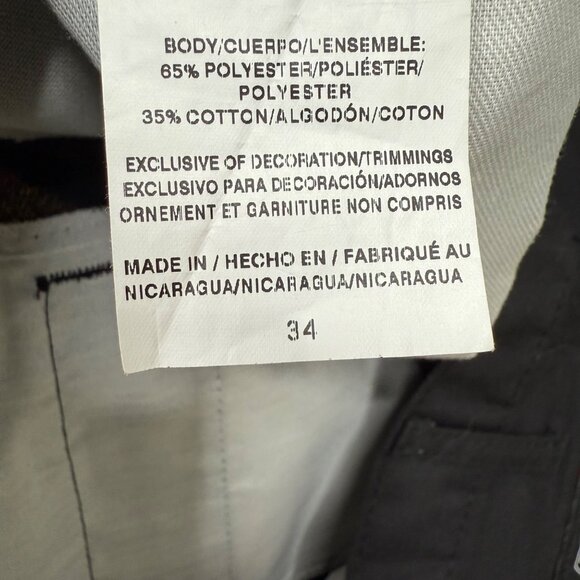 BODY/CUERPO/L'ENSEMBLE:
65% POLYESTER/POLIÉSTER/
POLYESTER
35% COTTON/ALGODÓN/COTON
EXCLUSIVE OF DECORATION/TRIMMINGS
EXCLUSIVO PARA DECORACIÓN/ADORNOS
ORNEMENT ET GARNITURE NON COMPRIS
MADE IN / HECHO EN / FABRIQUÉ AU
NICARAGUA/NICARAGUA/NICARAGUA
34